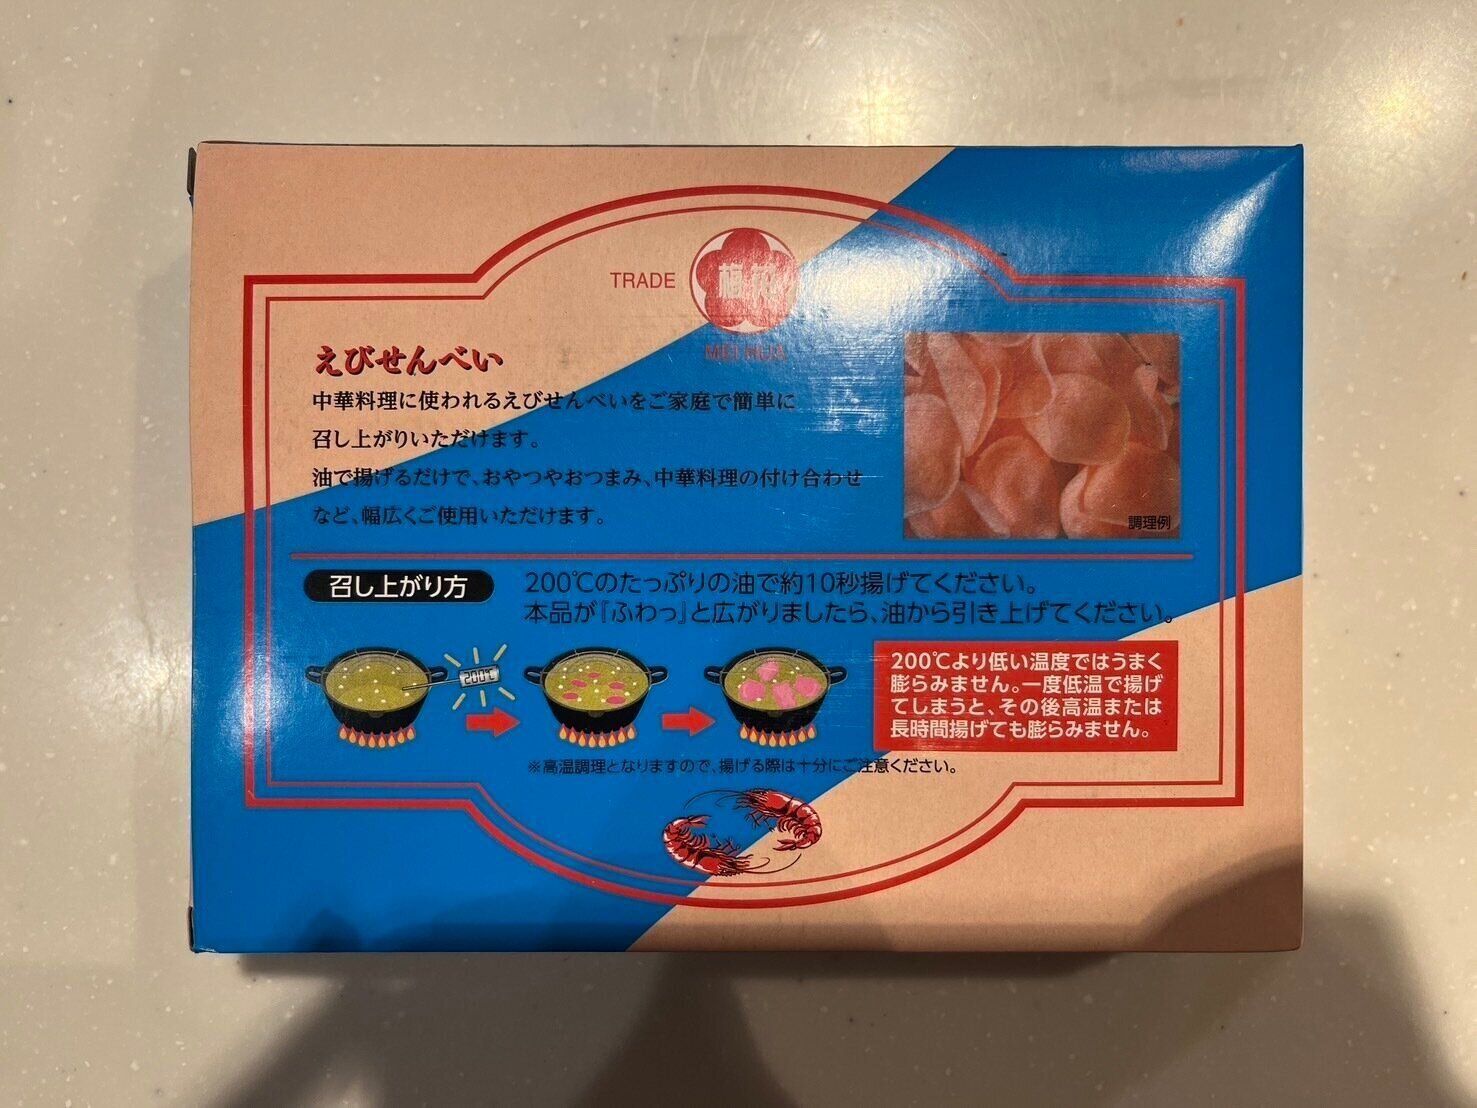 TRADE
MEI HUA
えびせんべい
中華料理に使われるえびせんべいをご家庭で簡単に
召し上がりいただけます。
油で揚げるだけで、おやつやおつまみ、中華料理の付け合わせ
など、幅広くご使用いただけます。
調理例
召し上がり方
200℃のたっぷりの油で約10秒揚げてください。
本品が『ふわっ』と広がりましたら、油から引き上げてください。
200℃
200℃より低い温度ではうまく
膨らみません。一度低温で揚げ
てしまうと、その後高温または
長時間揚げても膨らみません。
※高温調理となりますので、揚げる際は十分にご注意ください。